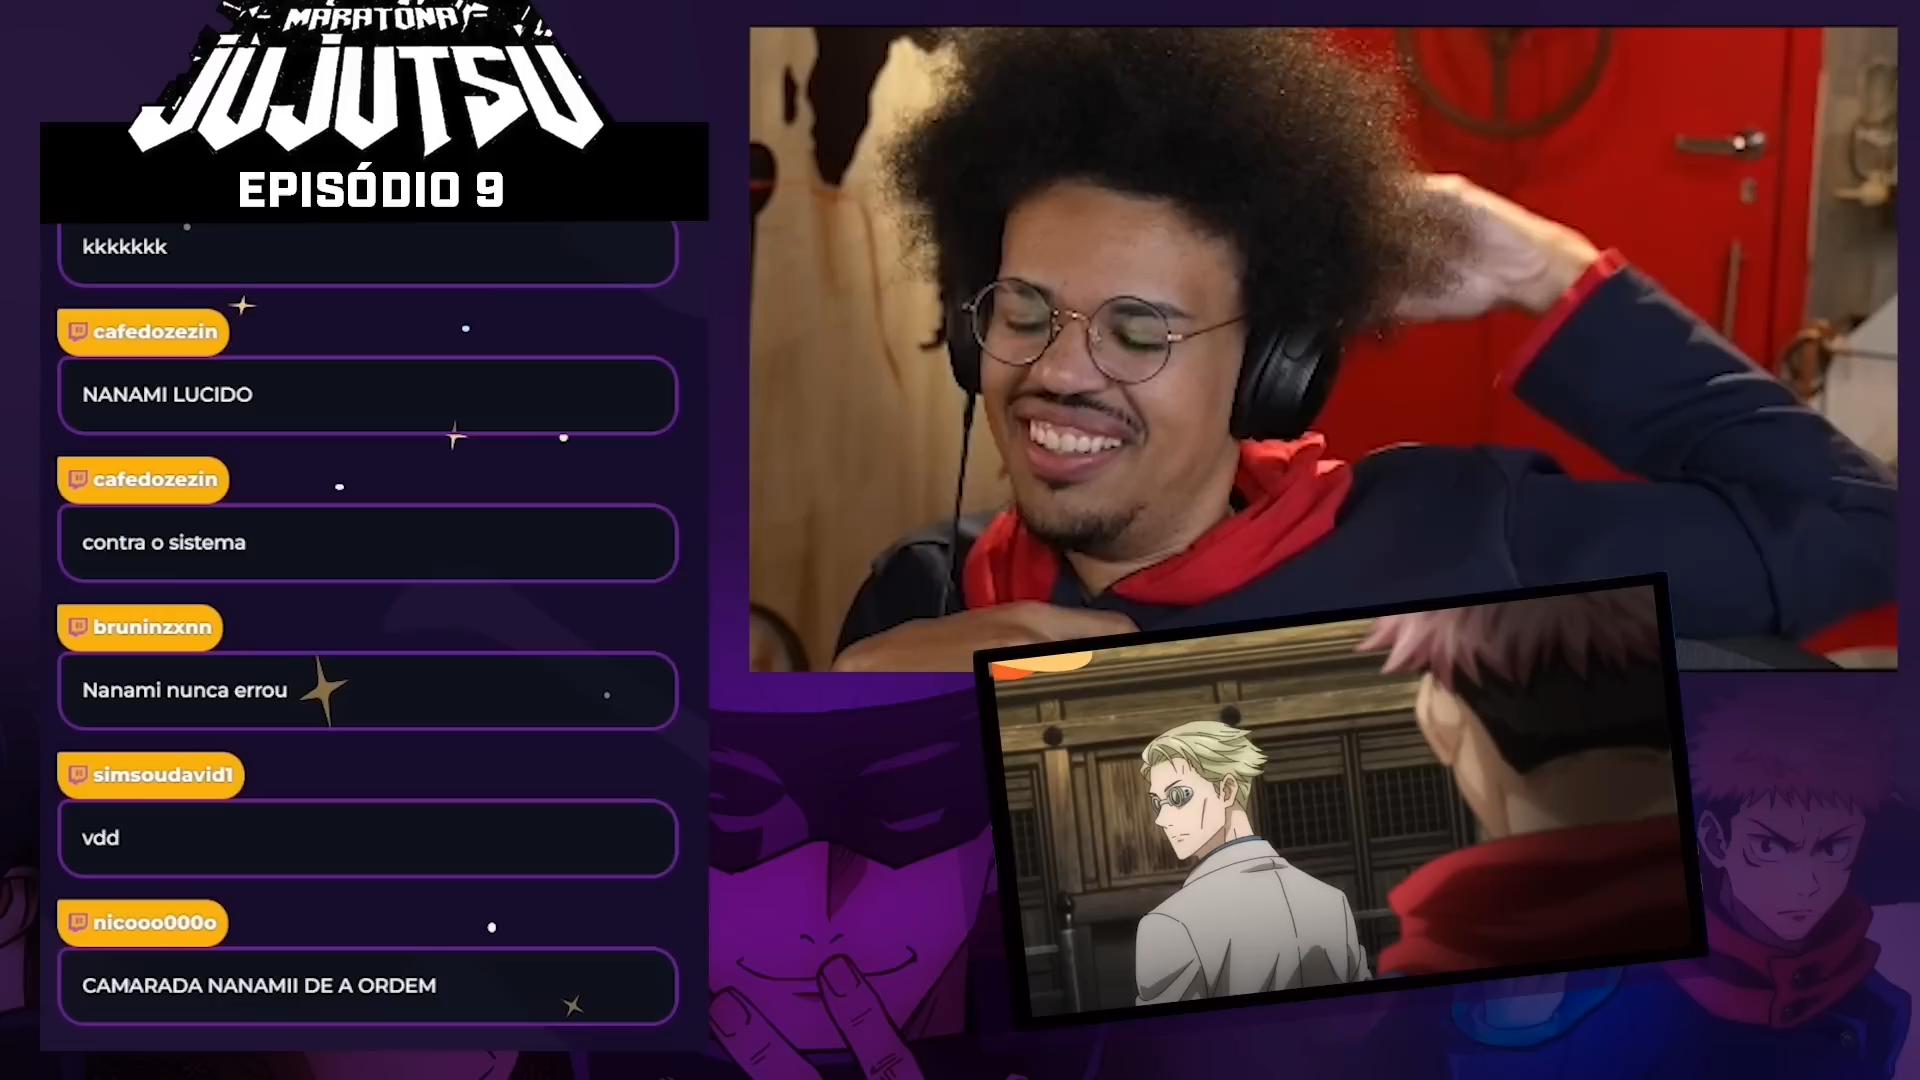 MARATONA
JUJUTSU
EPISÓDIO 9
kkkkkkk
cafedozezin
NANAMI LUCIDO
cafedozezin
contra o sistema
bruninzxnn
Nanami nunca errou
simsoudavid1
vdd
nicooo000o
CAMARADA NANAMII DE A ORDEM